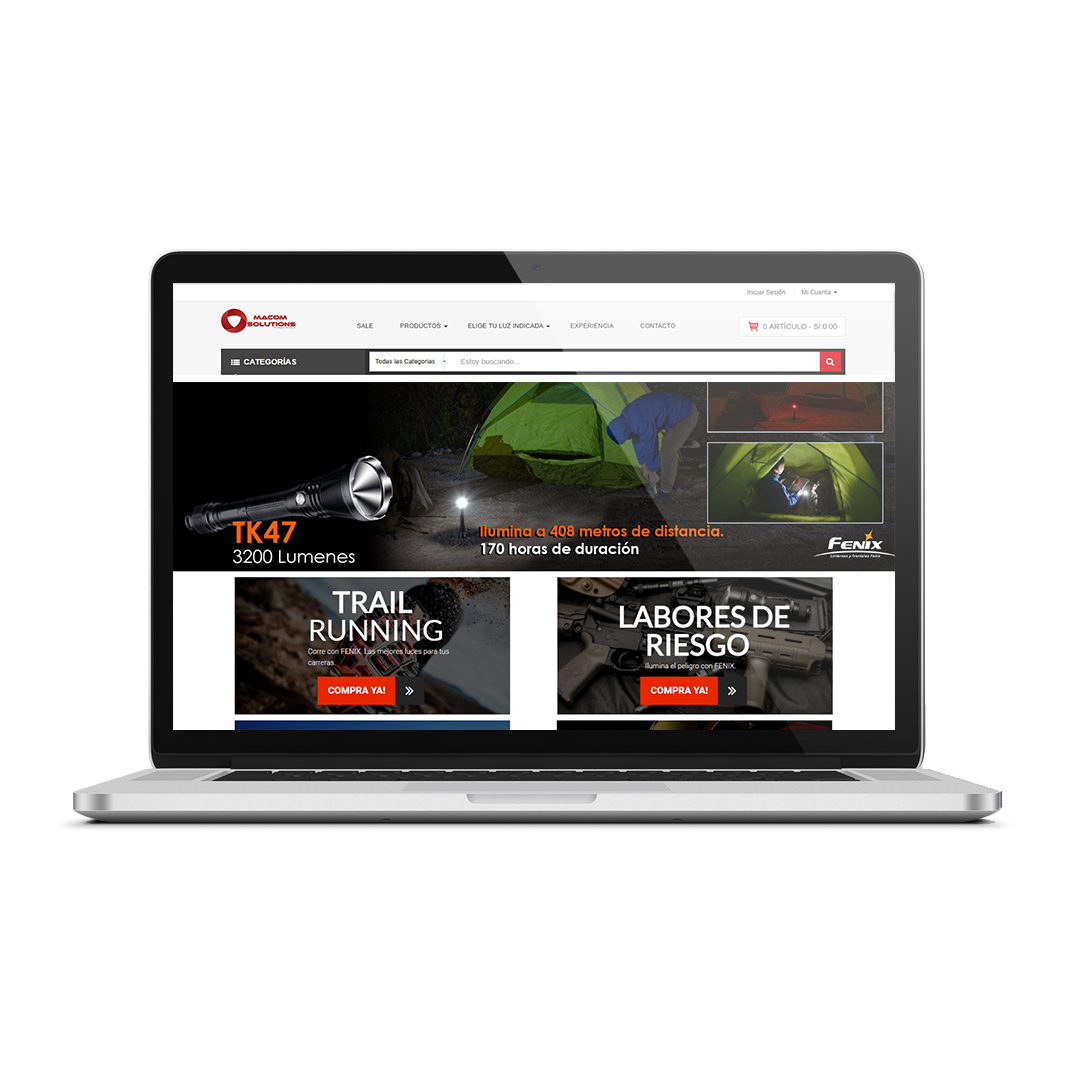 Iniciar Sesión | Mi Cuenta
MACOM
SOLUTIONS
SALE PRODUCTOS ELIGE TU LUZ INDICADA EXPERIENCIA CONTACTO
0 ARTÍCULO - S/.0.00
CATEGORÍAS
Todas las Categorias
Estoy buscando...
TK47
3200 Lumenes
Ilumina a 408 metros de distancia.
170 horas de duración
FENIX
Linternas y frontales Fenix
TRAIL
RUNNING
Corre con FENIX. Las mejores luces para tus
carreras.
COMPRA YA!
LABORES DE
RIESGO
Ilumina el peligro con FENIX.
COMPRA YA!